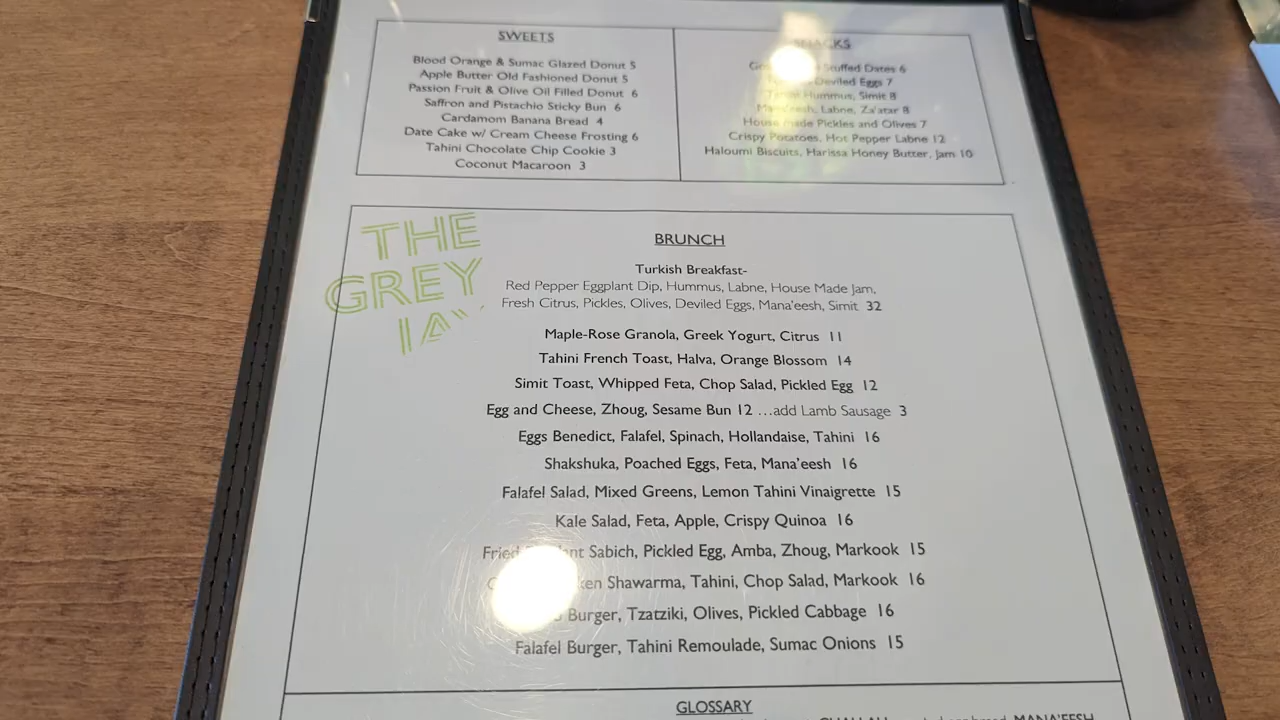 SWEETS
Blood Orange & Sumac Glazed Donut 5
Apple Butter Old Fashioned Donut 5
Passion Fruit & Olive Oil Filled Donut 6
Saffron and Pistachio Sticky Bun 6
Cardamom Banana Bread 4
Date Cake w/ Cream Cheese Frosting 6
Tahini Chocolate Chip Cookie 3
Coconut Macaroon 3
Stuffed Dates 6
Deviled Eggs 7
Hummus, Simit 8
Labne, Za'atar 8
House made Pickles and Olives 7
Crispy Potatoes, Hot Pepper Labne 12
Haloumi Biscuits, Harissa Honey Butter, Jam 10
THE
GREY
BRUNCH
Turkish Breakfast-
Red Pepper Eggplant Dip, Hummus, Labne, House Made Jam,
Fresh Citrus, Pickles, Olives, Deviled Eggs, Mana'eesh, Simit 32
Maple-Rose Granola, Greek Yogurt, Citrus 11
Tahini French Toast, Halva, Orange Blossom 14
Simit Toast, Whipped Feta, Chop Salad, Pickled Egg 12
Egg and Cheese, Zhoug, Sesame Bun 12 ...add Lamb Sausage 3
Eggs Benedict, Falafel, Spinach, Hollandaise, Tahini 16
Shakshuka, Poached Eggs, Feta, Mana'eesh 16
Falafel Salad, Mixed Greens, Lemon Tahini Vinaigrette 15
Kale Salad, Feta, Apple, Crispy Quinoa 16
Fried Sabich, Pickled Egg, Amba, Zhoug, Markook 15
Shawarma, Tahini, Chop Salad, Markook 16
Burger, Tzatziki, Olives, Pickled Cabbage 16
Falafel Burger, Tahini Remoulade, Sumac Onions 15
GLOSSARY